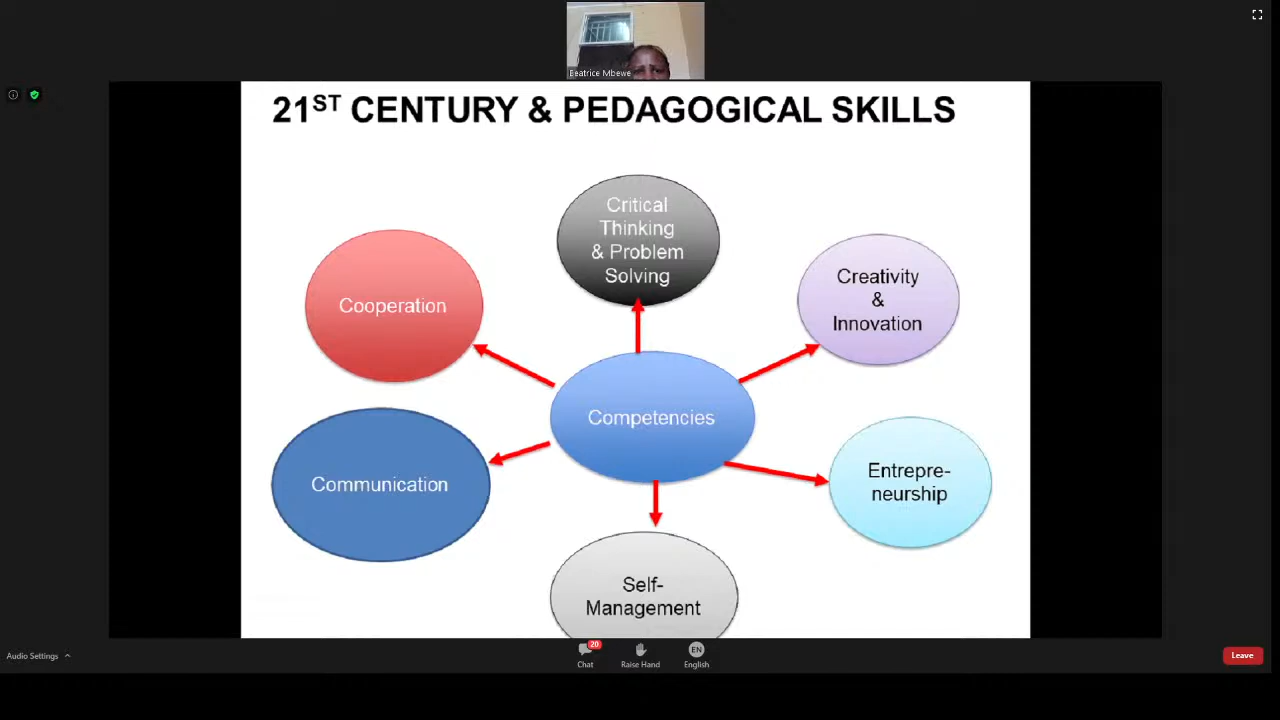 Beatrice Mbewe
21ST CENTURY & PEDAGOGICAL SKILLS
Critical
Thinking
& Problem
Solving
Cooperation
Creativity
&
Innovation
Competencies
Communication
Entrepre-
neurship
Self-
Management
Audio Settings
20
Chat
Raise Hand
EN
English
Leave